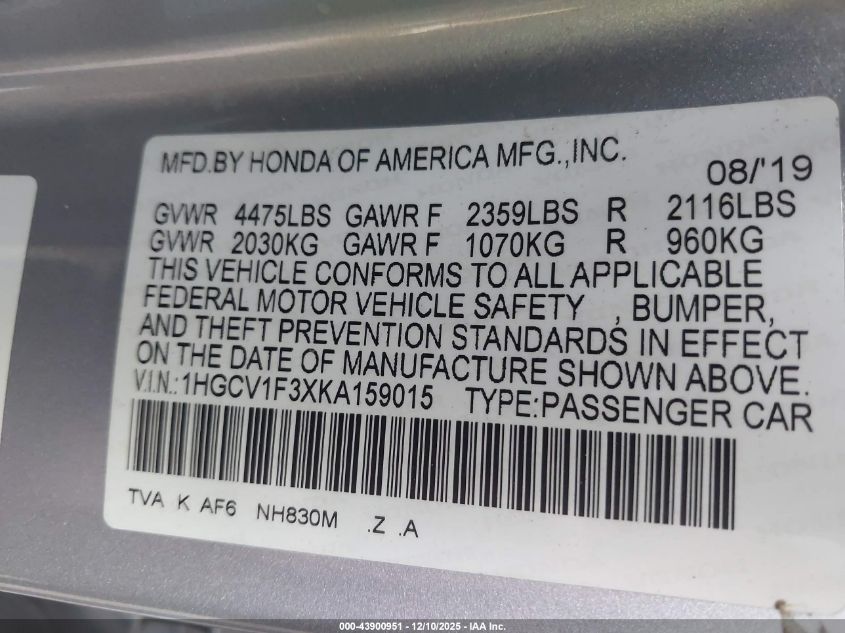 MFD.BY HONDA OF AMERICA MFG.,INC. 08/'19
GVWR 4475LBS GAWR F 2359LBS R 2116LBS
GVWR 2030KG GAWR F 1070KG R 960KG
THIS VEHICLE CONFORMS TO ALL APPLICABLE
FEDERAL MOTOR VEHICLE SAFETY , BUMPER,
AND THEFT PREVENTION STANDARDS IN EFFECT
ON THE DATE OF MANUFACTURE SHOWN ABOVE.
V.I.N.:1HGCV1F3XKA159015 TYPE:PASSENGER CAR
TVA K AF6 NH830M .Z .A
000-43900951 — 12/10/2025 — IAA Inc.